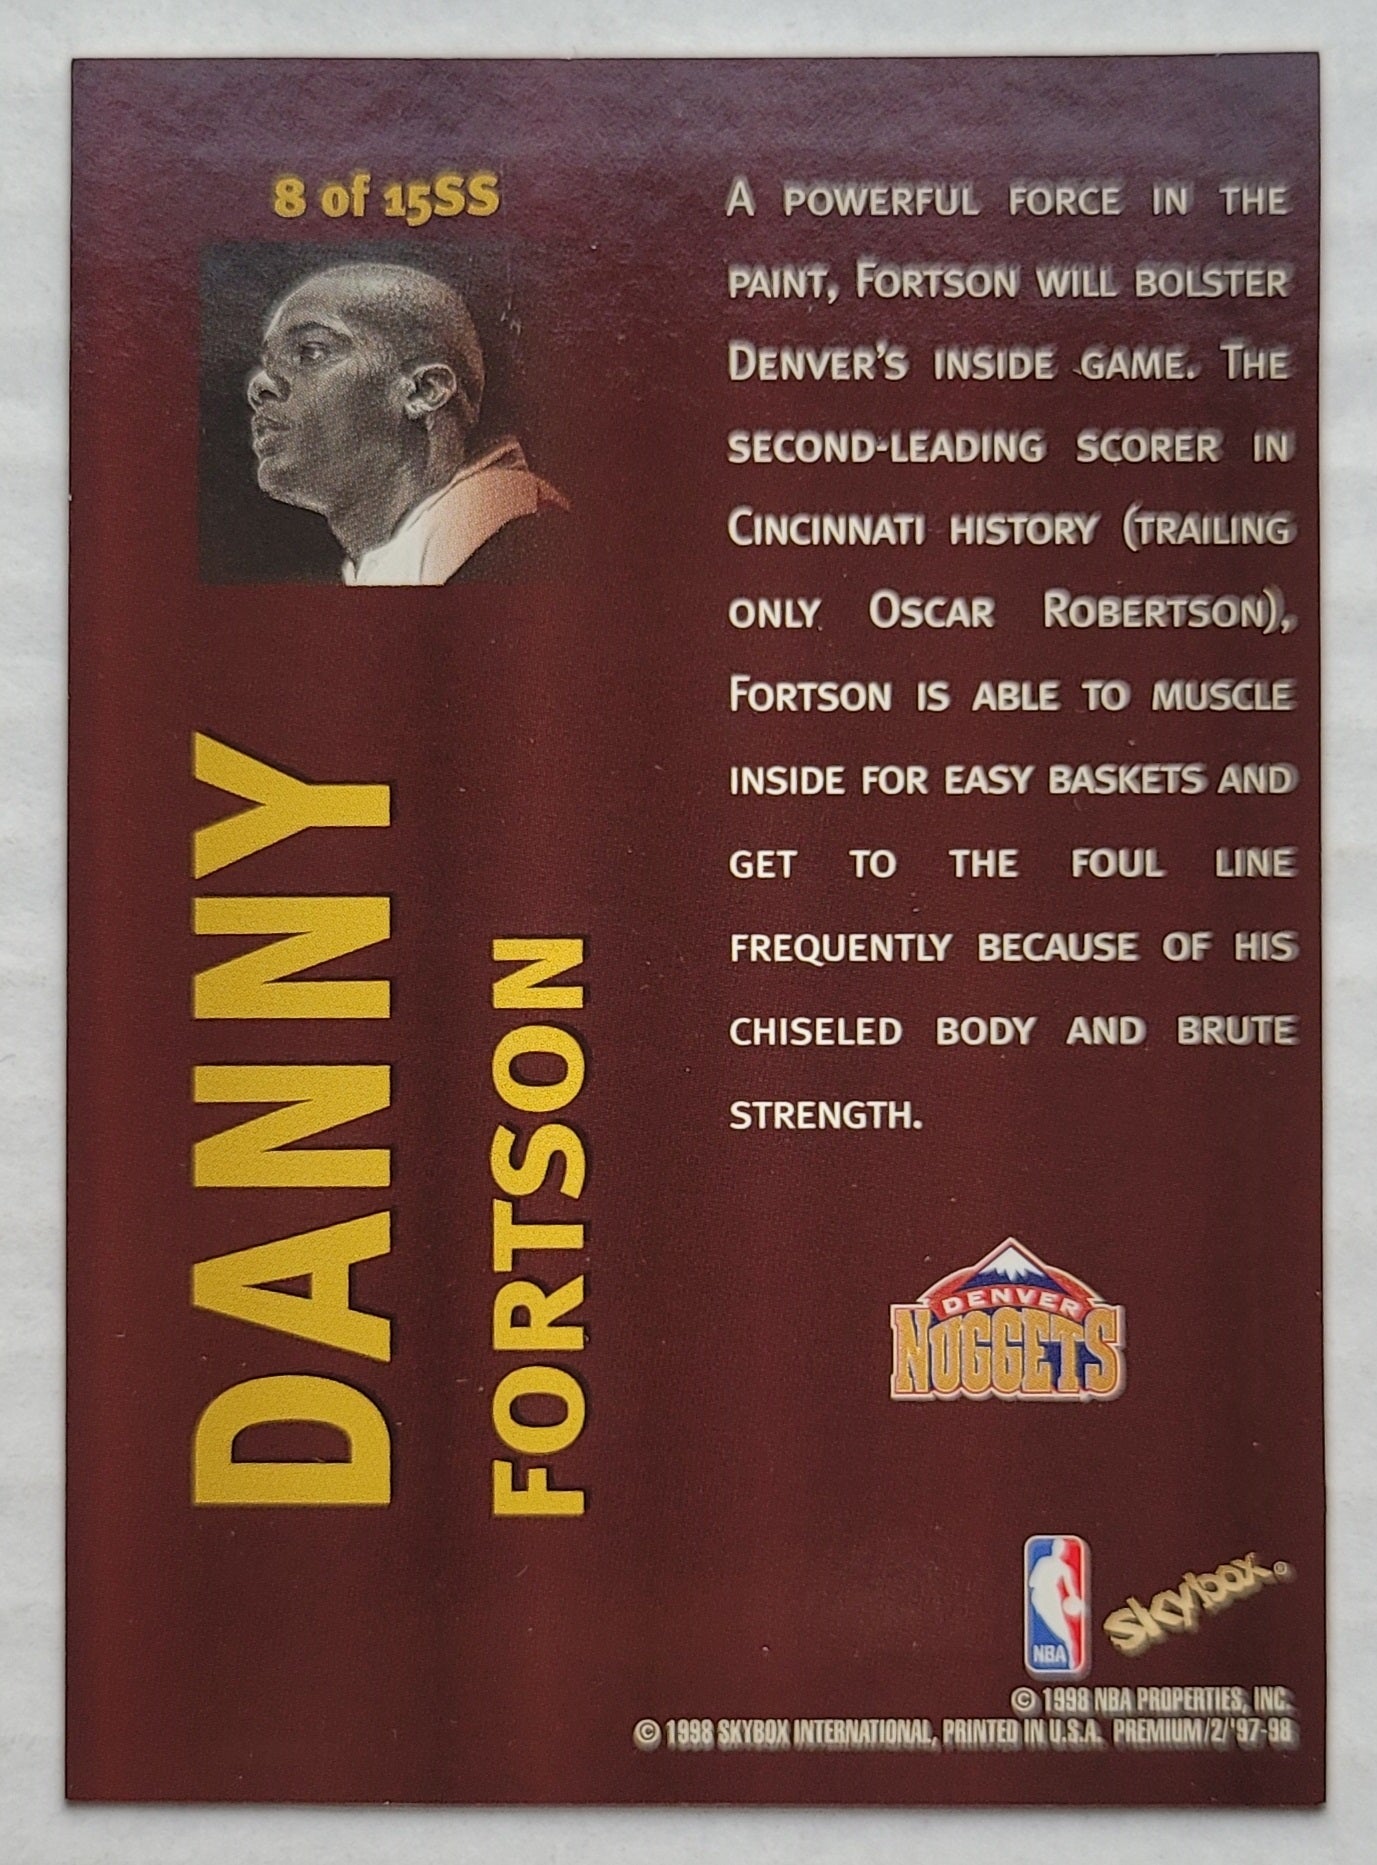 8 of 15SS
DANNY
FORTSON
A POWERFUL FORCE IN THE
PAINT, FORTSON WILL BOLSTER
DENVER'S INSIDE GAME. THE
SECOND-LEADING SCORER IN
CINCINNATI HISTORY (TRAILING
ONLY OSCAR ROBERTSON),
FORTSON IS ABLE TO MUSCLE
INSIDE FOR EASY BASKETS AND
GET TO THE FOUL LINE
FREQUENTLY BECAUSE OF HIS
CHISELED BODY AND BRUTE
STRENGTH.
DENVER
NUGGETS
NBA
skybox®
© 1998 NBA PROPERTIES, INC.
© 1998 SKYBOX INTERNATIONAL, PRINTED IN U.S.A. PREMIUM/2/'97-98